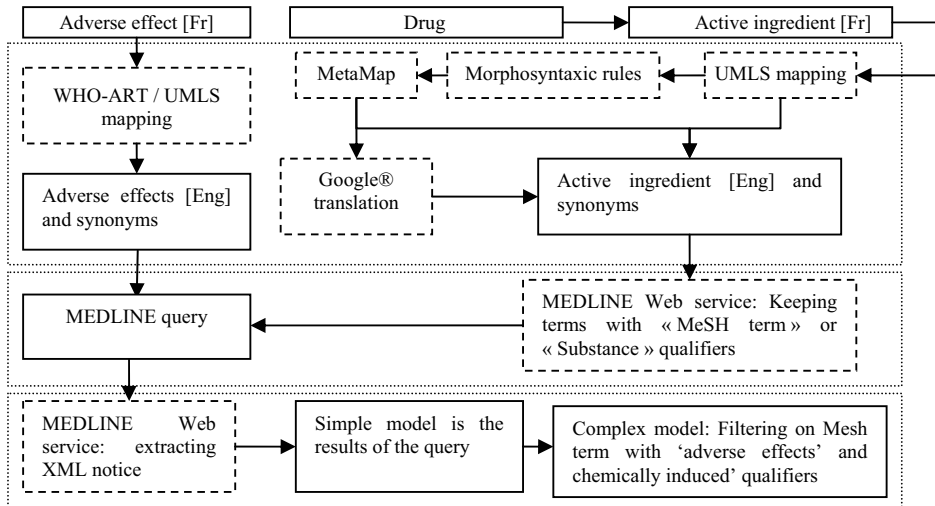 Adverse effect [Fr]
Drug
Active ingredient [Fr]
WHO-ART / UMLS
mapping
MetaMap
Morphosyntaxic rules
UMLS mapping
Adverse effects [Eng]
and synonyms
Google®
translation
Active ingredient [Eng] and
synonyms
MEDLINE query
MEDLINE Web service: Keeping
terms with « MeSH term » or
« Substance » qualifiers
MEDLINE Web
service: extracting
XML notice
Simple model is the
results of the query
Complex model: Filtering on Mesh
term with ‘adverse effects’ and
chemically induced’ qualifiers